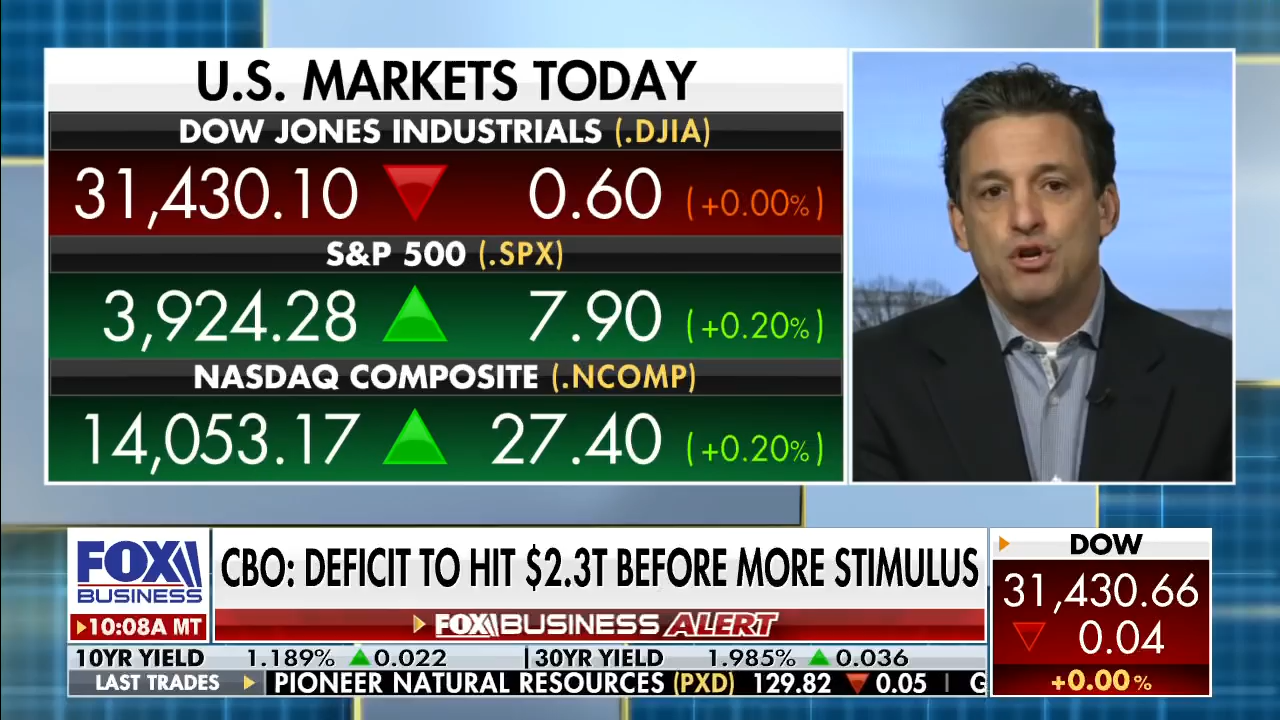 U.S. MARKETS TODAY
DOW JONES INDUSTRIALS (.DJIA)
31,430.10 0.60 (+0.00%)
S&P 500 (.SPX)
3,924.28 7.90 (+0.20%)
NASDAQ COMPOSITE (.NCOMP)
14,053.17 27.40 (+0.20%)
FOX
BUSINESS
10:08A MT
CBO: DEFICIT TO HIT $2.3T BEFORE MORE STIMULUS
FOX BUSINESS ALERT
DOW
31,430.66
0.04
+0.00%
10YR YIELD 1.189% 0.022 | 30YR YIELD 1.985% 0.036
LAST TRADES PIONEER NATURAL RESOURCES (PXD) 129.82 0.05 | G